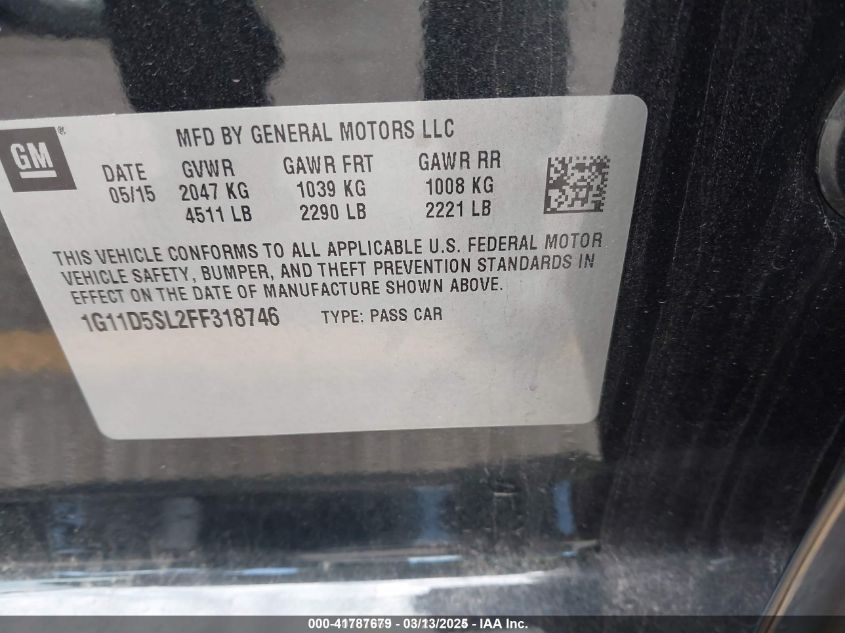 GM ®
MFD BY GENERAL MOTORS LLC
DATE GVWR GAWR FRT GAWR RR
05/15 2047 KG 1039 KG 1008 KG
4511 LB 2290 LB 2221 LB
THIS VEHICLE CONFORMS TO ALL APPLICABLE U.S. FEDERAL MOTOR
VEHICLE SAFETY, BUMPER, AND THEFT PREVENTION STANDARDS IN
EFFECT ON THE DATE OF MANUFACTURE SHOWN ABOVE.
1G11D5SL2FF318746 TYPE: PASS CAR
000-41787679 - 03/13/2025 - IAA Inc.